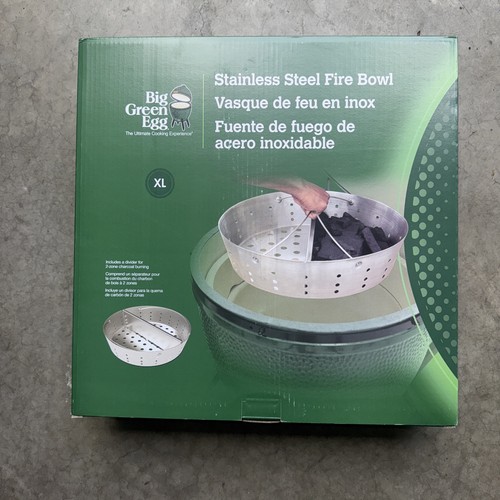 Big
Green
Egg
The Ultimate Cooking Experience®
Stainless Steel Fire Bowl
Vasque de feu en inox
Fuente de fuego de
acero inoxidable
XL
Includes a divider for
2-zone charcoal burning
Comprend un séparateur pour
la combustion du charbon
de bois à 2 zones
Incluye un divisor para la quema
de carbón de 2 zonas